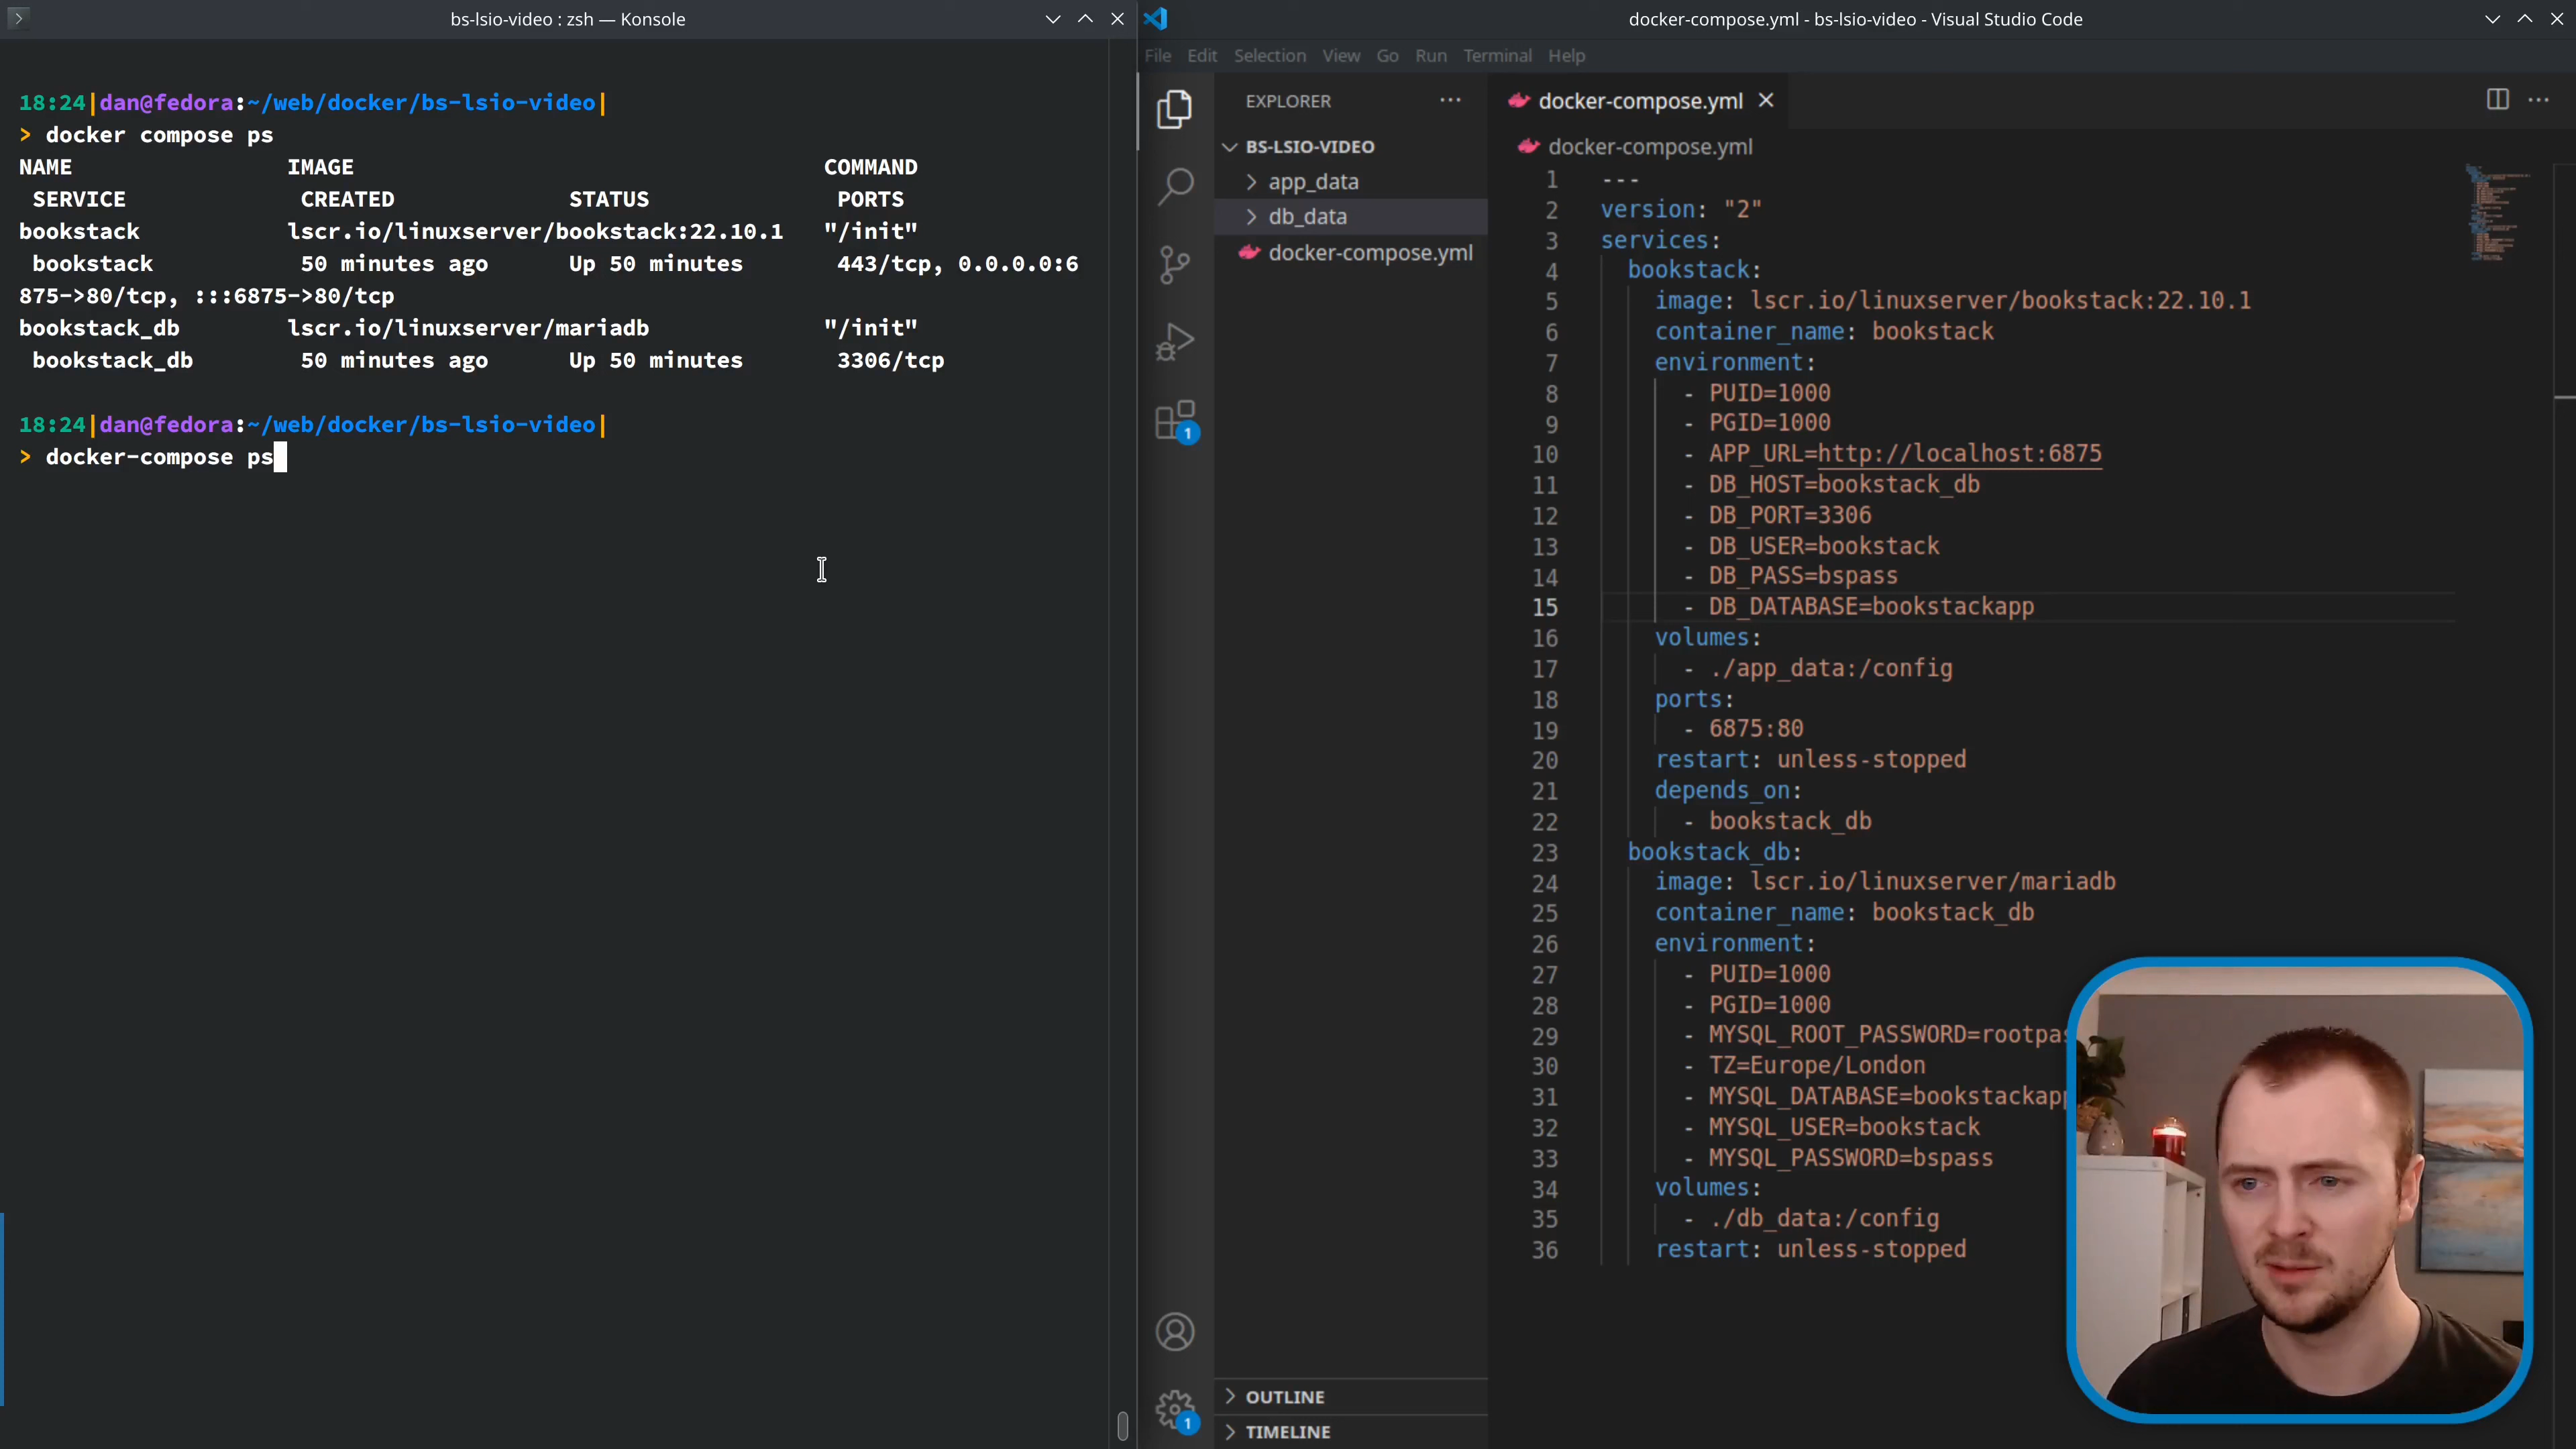 bs-lsio-video : zsh — Konsole
18:24|dan@fedora:~/web/docker/bs-lsio-video|
> docker compose ps
NAME IMAGE COMMAND
SERVICE CREATED STATUS PORTS
bookstack lscr.io/linuxserver/bookstack:22.10.1 "/init"
bookstack 50 minutes ago Up 50 minutes 443/tcp, 0.0.0.0:6
875->80/tcp, :::6875->80/tcp
bookstack_db lscr.io/linuxserver/mariadb "/init"
bookstack_db 50 minutes ago Up 50 minutes 3306/tcp
18:24|dan@fedora:~/web/docker/bs-lsio-video|
> docker-compose ps
docker-compose.yml - bs-lsio-video - Visual Studio Code
File Edit Selection View Go Run Terminal Help
EXPLORER
BS-LSIO-VIDEO
app_data
db_data
docker-compose.yml
1
OUTLINE
1
TIMELINE
docker-compose.yml
docker-compose.yml
1 ---
2 version: "2"
3 services:
4 bookstack:
5 image: lscr.io/linuxserver/bookstack:22.10.1
6 container_name: bookstack
7 environment:
8 - PUID=1000
9 - PGID=1000
10 - APP_URL=http://localhost:6875
11 - DB_HOST=bookstack_db
12 - DB_PORT=3306
13 - DB_USER=bookstack
14 - DB_PASS=bspass
15 - DB_DATABASE=bookstackapp
16 volumes:
17 - ./app_data:/config
18 ports:
19 - 6875:80
20 restart: unless-stopped
21 depends_on:
22 - bookstack_db
23 bookstack_db:
24 image: lscr.io/linuxserver/mariadb
25 container_name: bookstack_db
26 environment:
27 - PUID=1000
28 - PGID=1000
29 - MYSQL_ROOT_PASSWORD=rootpas
30 - TZ=Europe/London
31 - MYSQL_DATABASE=bookstackapp
32 - MYSQL_USER=bookstack
33 - MYSQL_PASSWORD=bspass
34 volumes:
35 - ./db_data:/config
36 restart: unless-stopped